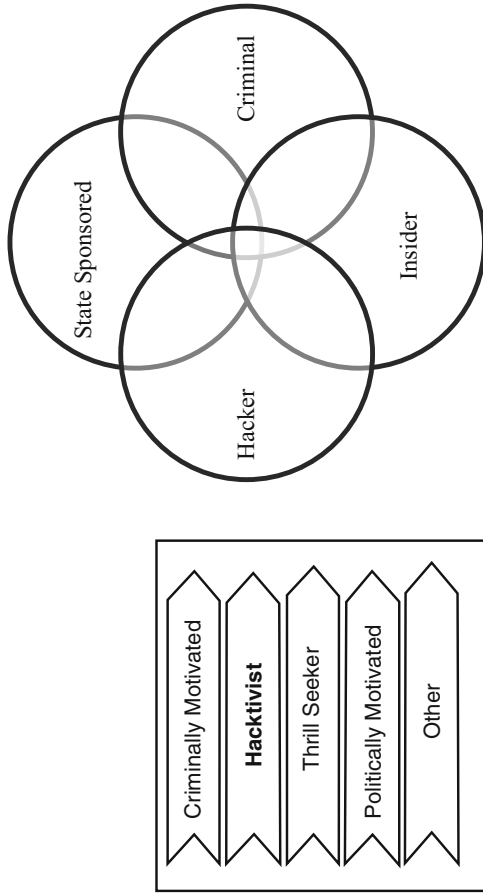 Criminally Motivated
Hacktivist
Thrill Seeker
Politically Motivated
Other
State Sponsored
Hacker
Criminal
Insider